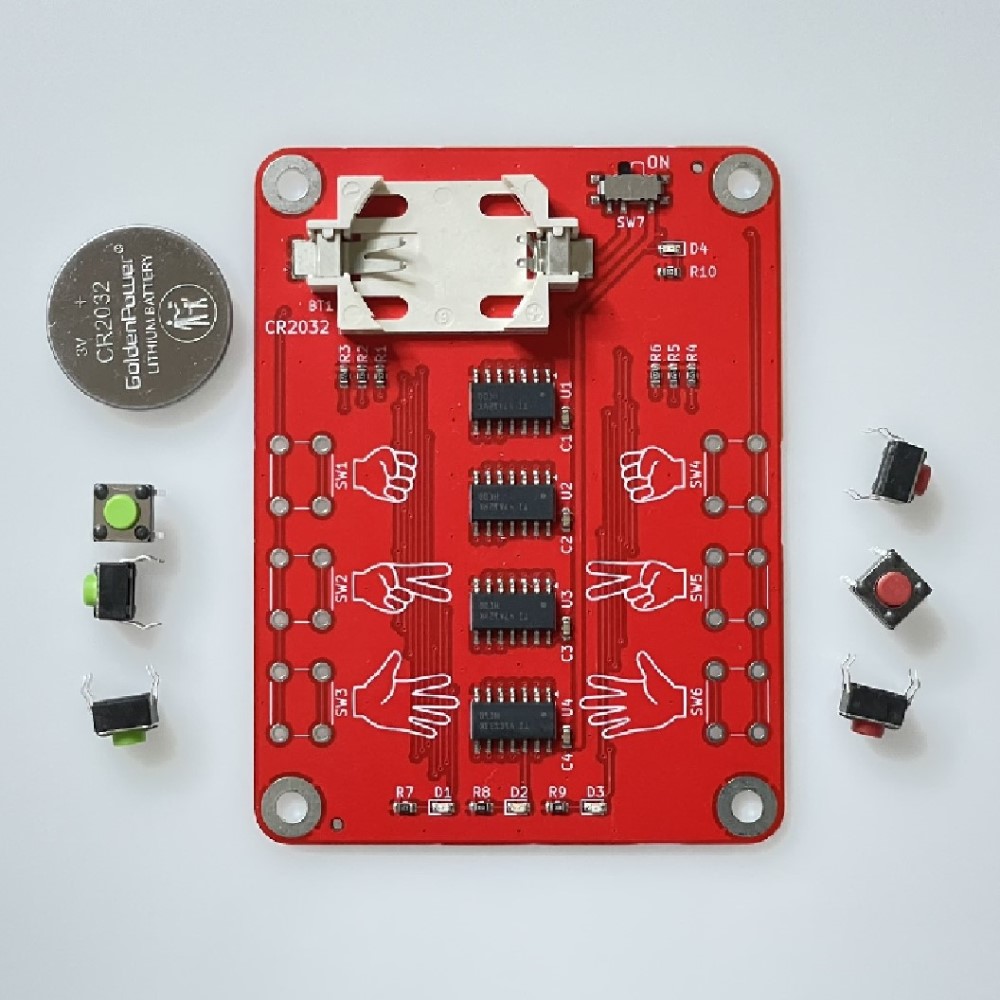 ON
SW7
D4
R10
BT1
CR2032
3V +
CR2032
GoldenPower®
LITHIUM BATTERY
R3
R2
R1
R6
R5
R4
U1
C1
SW1
SW4
U2
C2
SW2
SW5
U3
C3
SW3
SW6
U4
C4
R7
D1
R8
D2
R9
D3